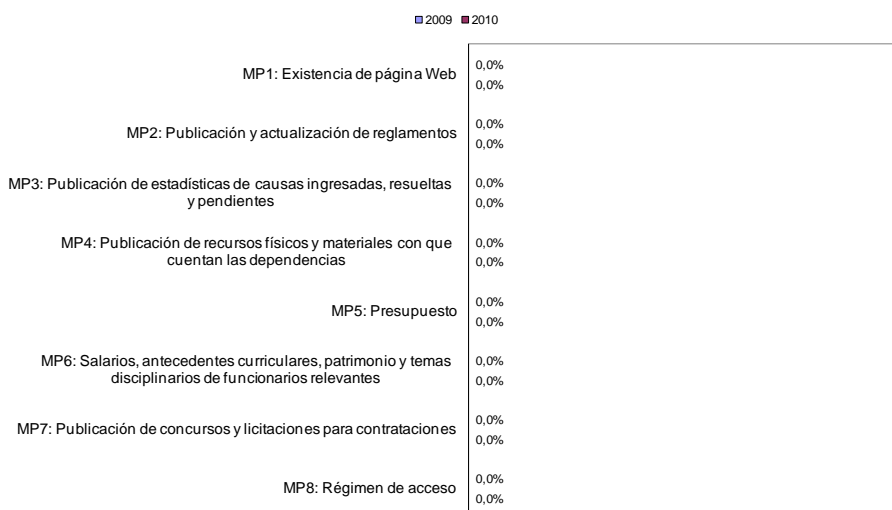 2009 2010
MP1: Existencia de página Web
0,0%
0,0%
MP2: Publicación y actualización de reglamentos
0,0%
0,0%
MP3: Publicación de estadísticas de causas ingresadas, resueltas
y pendientes
0,0%
0,0%
MP4: Publicación de recursos físicos y materiales con que
cuentan las dependencias
0,0%
0,0%
MP5: Presupuesto
0,0%
0,0%
MP6: Salarios, antecedentes curriculares, patrimonio y temas
disciplinarios de funcionarios relevantes
0,0%
0,0%
MP7: Publicación de concursos y licitaciones para contrataciones
0,0%
0,0%
MP8: Régimen de acceso
0,0%
0,0%